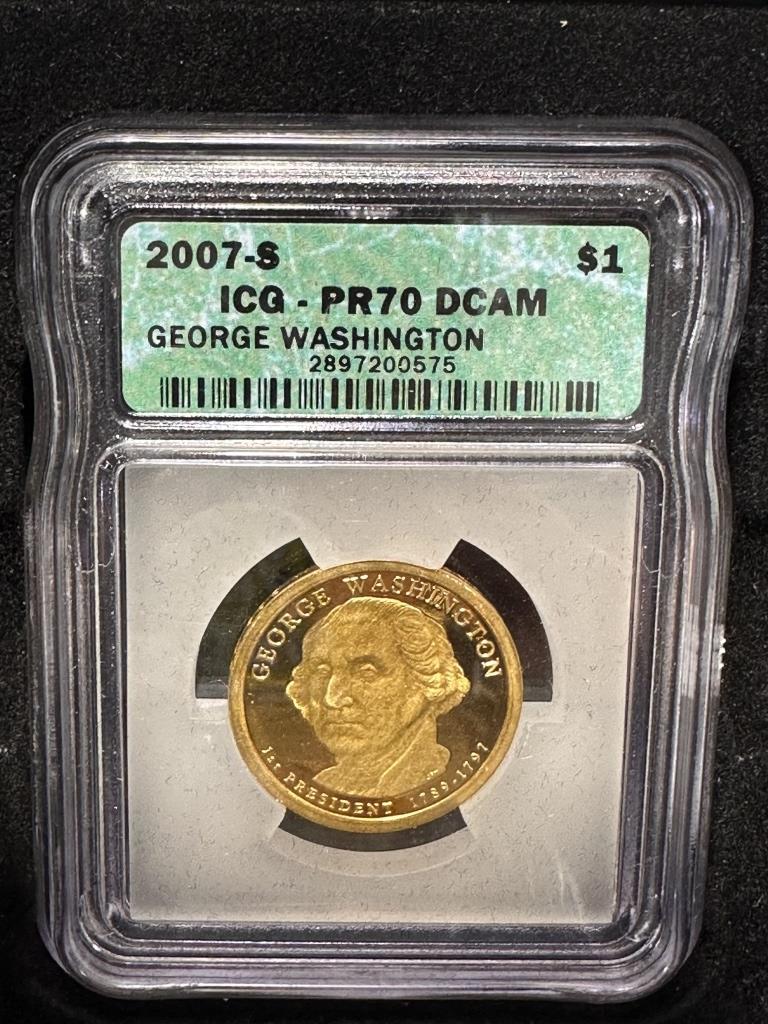 2007-S $1
ICG - PR70 DCAM
GEORGE WASHINGTON
2897200575
GEORGE WASHINGTON
1st PRESIDENT 1789-1797